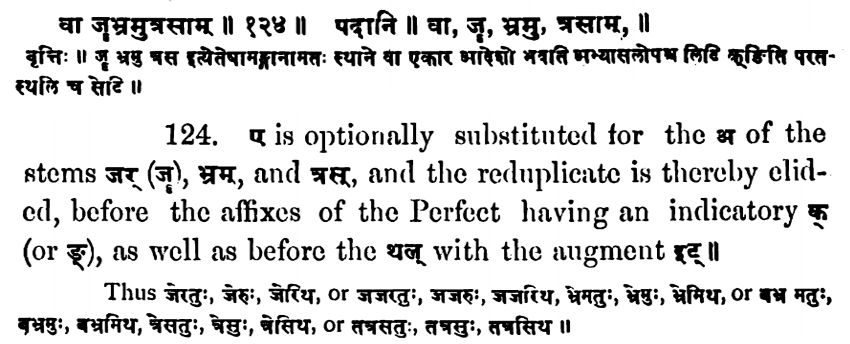 वा जॄभ्रमुत्रसाम् ॥ १२४ ॥ पदानि ॥ वा, जॄ, भ्रमु, त्रसाम्, ॥
वृत्तिः ॥ जॄ भ्रमु त्रस इत्येतेषामङ्गानामतः स्थाने वा एकार आदेशो भवति अभ्यासलोपश्च लिटि क्ङिति परत-
स्थलि च सेटि ॥
124. ए is optionally substituted for the अ of the
stems जर् (जॄ), भ्रम्, and त्रस्, and the reduplicate is thereby elid-
ed, before the affixes of the Perfect having an indicatory क्
(or ङ्), as well as before the थल् with the augment इट् ॥
Thus जेरतुः, जेरुः, जेरिथ, or जजरतुः, जजरुः, जजरिथ, भ्रेमतुः, भ्रेमुः, भ्रेमिथ, or बभ्र मतुः,
बभ्रमुः, बभ्रमिथ, त्रेसतुः, त्रेसुः, त्रेसिथ, or तत्रसतुः, तत्रसुः, तत्रसिथ ॥